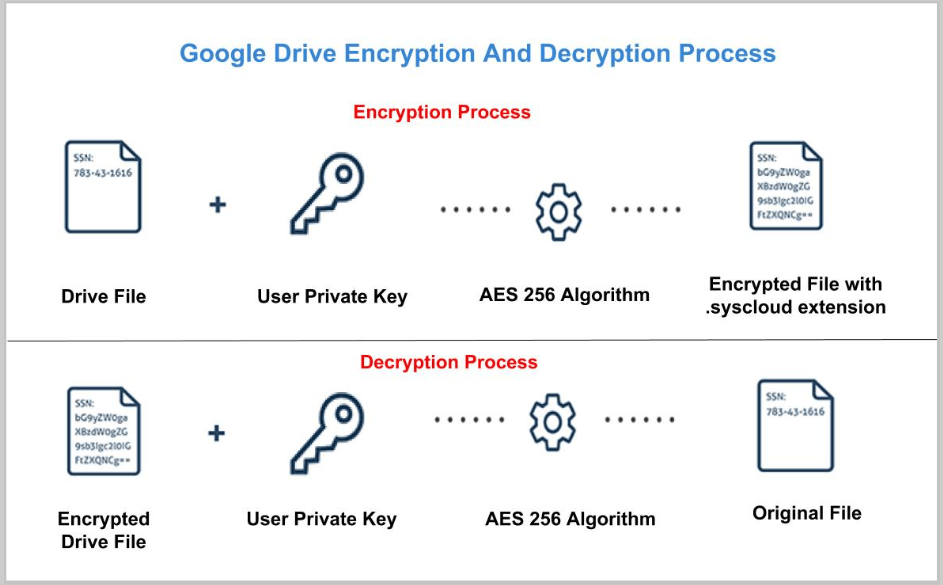 Google Drive Encryption And Decryption Process
Encryption Process
SSN:
783-43-1616
+
SSN:
bG9yZW0ga
XBzdW0gZG
9sb3Igc2l0IG
FtZXQNCg==
Drive File
User Private Key
AES 256 Algorithm
Encrypted File with
.syscloud extension
Decryption Process
SSN:
bG9yZW0ga
XBzdW0gZG
9sb3Igc2l0IG
FtZXQNCg==
+
SSN:
783-43-1616
Encrypted
Drive File
User Private Key
AES 256 Algorithm
Original File